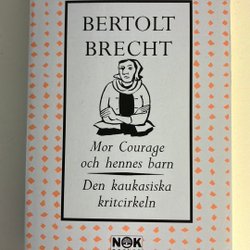 BERTOLT
BRECHT
Mor Courage
och hennes barn
Den kaukasiska
kritcirkeln
NOK